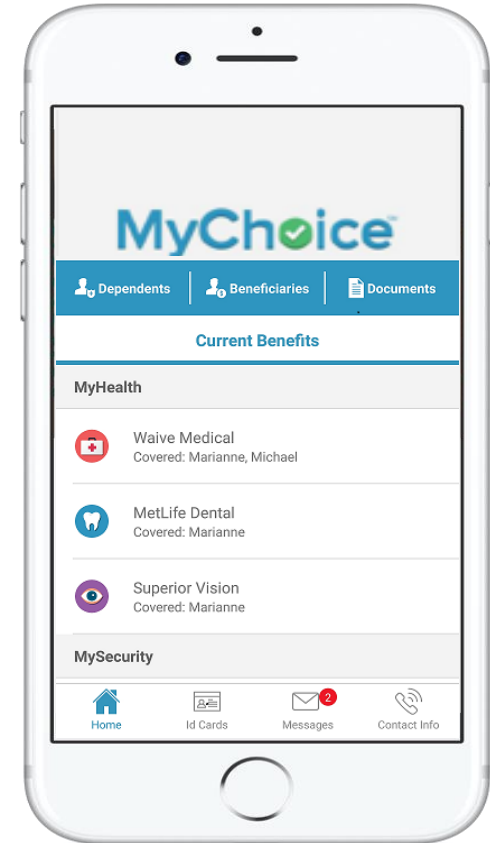 MyChoice™
Dependents
Beneficiaries
Documents
Current Benefits
MyHealth
Waive Medical
Covered: Marianne, Michael
MetLife Dental
Covered: Marianne
Superior Vision
Covered: Marianne
MySecurity
2
Home
Id Cards
Messages
Contact Info